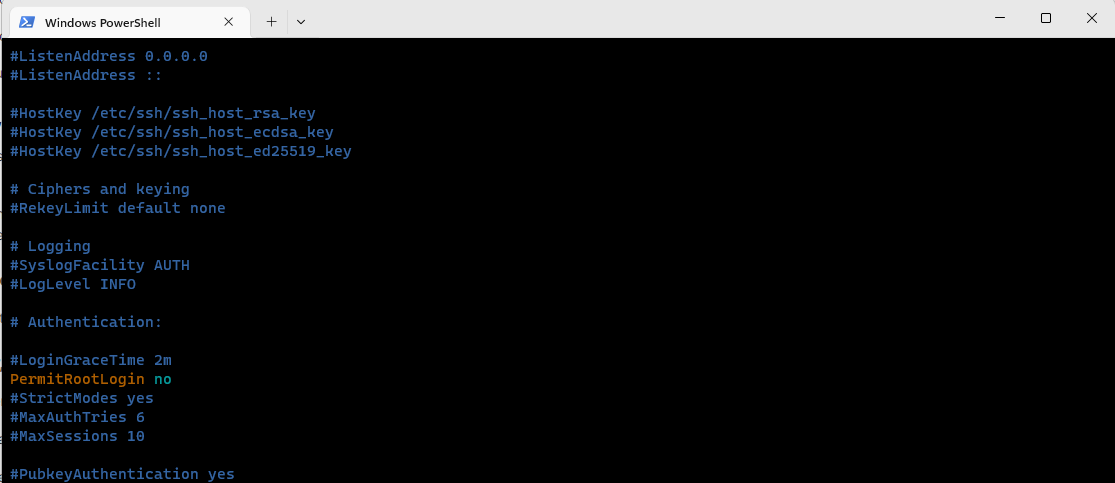 Windows PowerShell
#ListenAddress 0.0.0.0
#ListenAddress ::
#HostKey /etc/ssh/ssh_host_rsa_key
#HostKey /etc/ssh/ssh_host_ecdsa_key
#HostKey /etc/ssh/ssh_host_ed25519_key
# Ciphers and keying
#RekeyLimit default none
# Logging
#SyslogFacility AUTH
#LogLevel INFO
# Authentication:
#LoginGraceTime 2m
PermitRootLogin no
#StrictModes yes
#MaxAuthTries 6
#MaxSessions 10
#PubkeyAuthentication yes